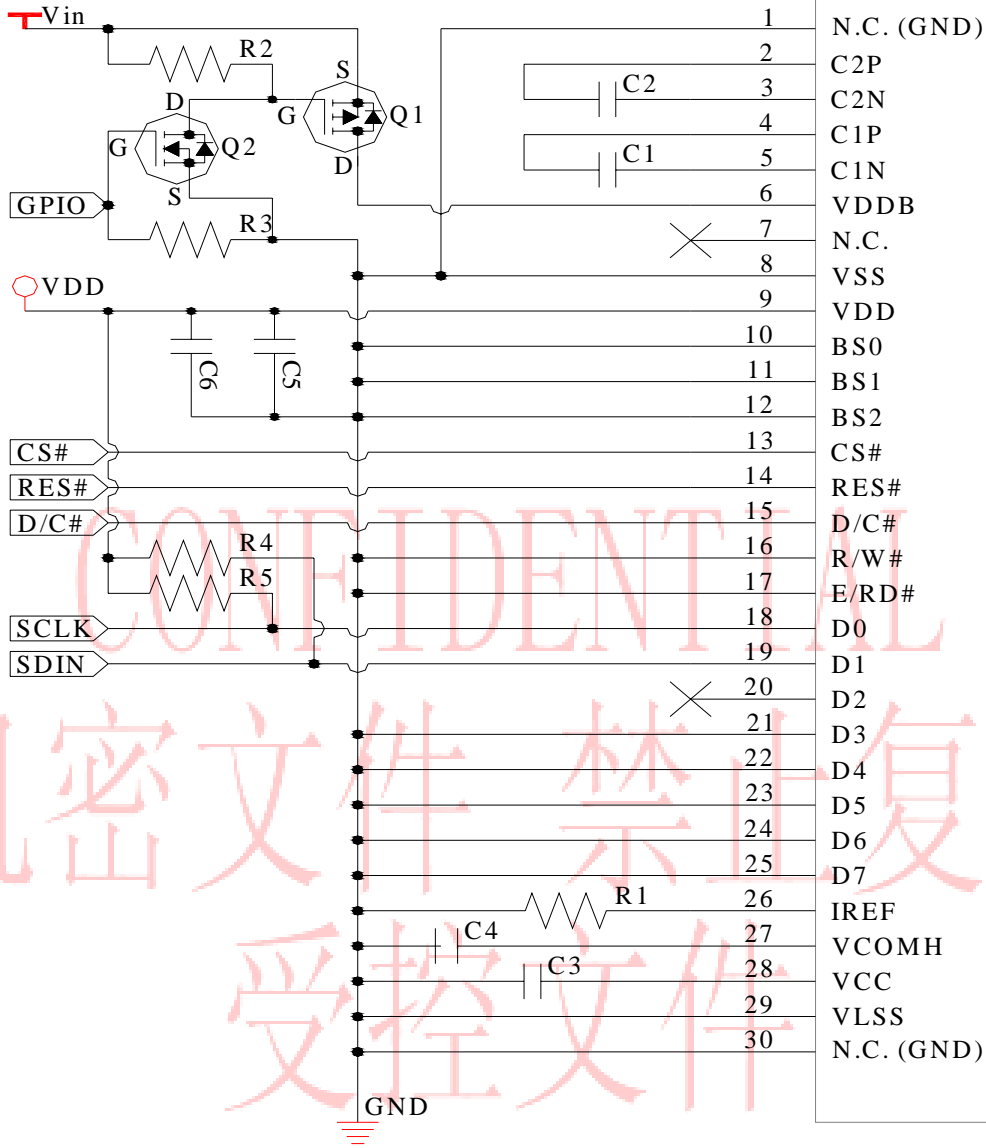 Vin
1 N.C. (GND)
R2
2 C2P
S
C2
3 C2N
D
G
Q1
4 C1P
G
Q2
C1
5 C1N
D
S
6 VDDB
GPIO
R3
7 N.C.
8 VSS
VDD
9 VDD
10 BS0
C6
C5
11 BS1
12 BS2
CS#
13 CS#
RES#
14 RES#
D/C#
15 D/C#
CONFIDENTIAL
R4
16 R/W#
R5
17 E/RD#
SCLK
18 D0
SDIN
19 D1
20 D2
21 D3
22 D4
密文件 禁止复
23 D5
24 D6
25 D7
R1
26 IREF
C4
27 VCOMH
C3
28 VCC
受控文件
29 VLSS
30 N.C. (GND)
GND